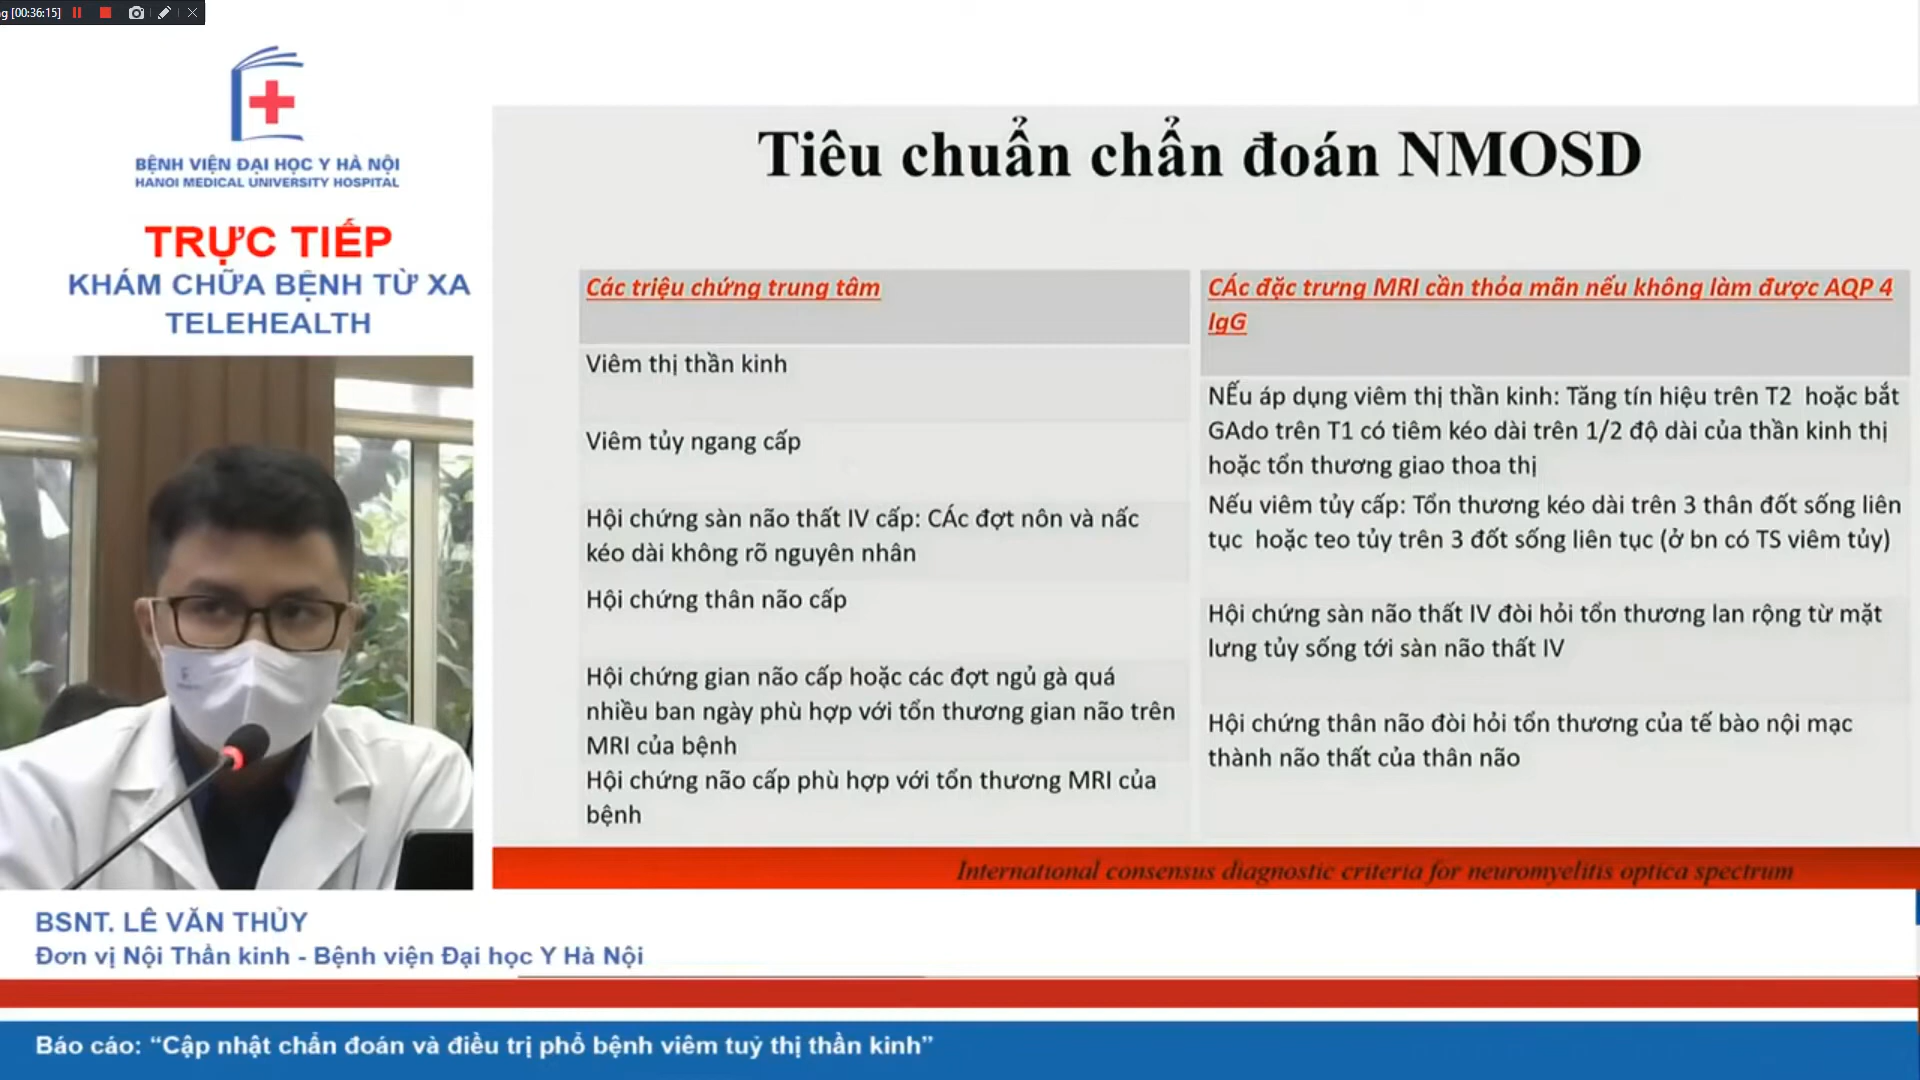 g [00:36:15]
BỆNH VIỆN ĐẠI HỌC Y HÀ NỘI
HANOI MEDICAL UNIVERSITY HOSPITAL
TRỰC TIẾP
KHÁM CHỮA BỆNH TỪ XA
TELEHEALTH
Tiêu chuẩn chẩn đoán NMOSD
Các triệu chứng trung tâm
Viêm thị thần kinh
Viêm tủy ngang cấp
Hội chứng sàn não thất IV cấp: CÁc đợt nôn và nấc
kéo dài không rõ nguyên nhân
Hội chứng thân não cấp
Hội chứng gian não cấp hoặc các đợt ngủ gà quá
nhiều ban ngày phù hợp với tổn thương gian não trên
MRI của bệnh
Hội chứng não cấp phù hợp với tổn thương MRI của
bệnh
CÁc đặc trưng MRI cần thỏa mãn nếu không làm được AQP 4
IgG
NẾu áp dụng viêm thị thần kinh: Tăng tín hiệu trên T2 hoặc bắt
GAdo trên T1 có tiêm kéo dài trên 1/2 độ dài của thần kinh thị
hoặc tổn thương giao thoa thị
Nếu viêm tủy cấp: Tổn thương kéo dài trên 3 thân đốt sống liên
tục hoặc teo tủy trên 3 đốt sống liên tục (ở bn có TS viêm tủy)
Hội chứng sàn não thất IV đòi hỏi tổn thương lan rộng từ mặt
lưng tủy sống tới sàn não thất IV
Hội chứng thân não đòi hỏi tổn thương của tế bào nội mạc
thành não thất của thân não
International consensus diagnostic criteria for neuromyelitis optica spectrum
BSNT. LÊ VĂN THỦY
Đơn vị Nội Thần kinh - Bệnh viện Đại học Y Hà Nội
Báo cáo: “Cập nhật chẩn đoán và điều trị phổ bệnh viêm tuỷ thị thần kinh”